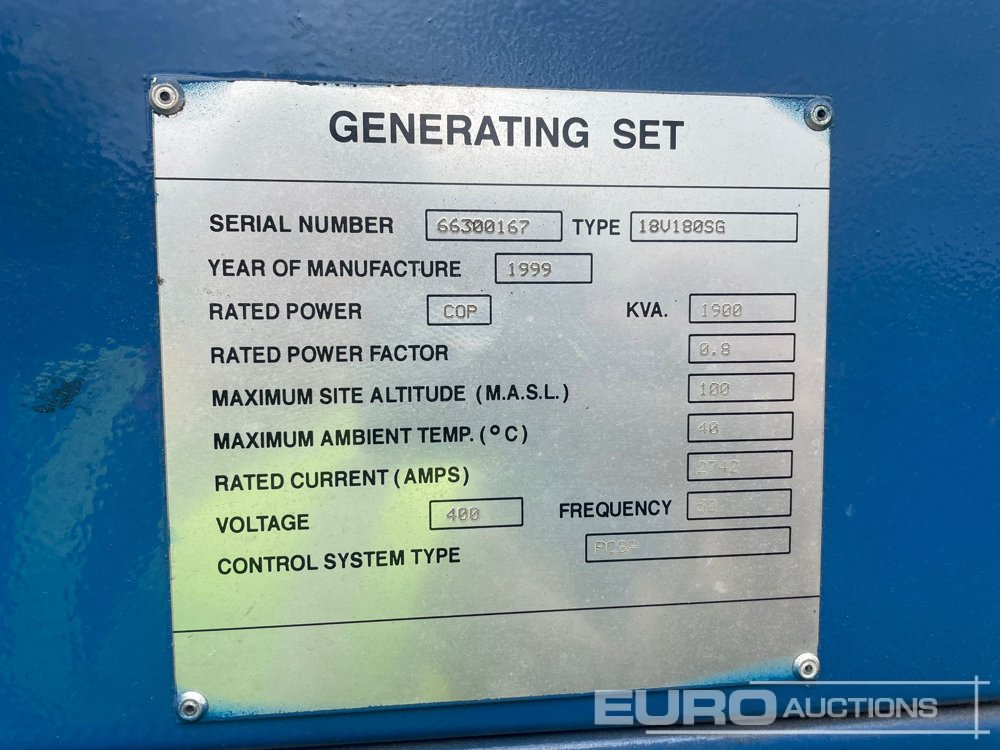 GENERATING SET
SERIAL NUMBER 66300167 TYPE 18V180SG
YEAR OF MANUFACTURE 1999
RATED POWER COP KVA. 1900
RATED POWER FACTOR 0.8
MAXIMUM SITE ALTITUDE (M.A.S.L.) 100
MAXIMUM AMBIENT TEMP. (°C) 40
RATED CURRENT (AMPS) 2742
VOLTAGE 400 FREQUENCY 50
CONTROL SYSTEM TYPE
EURO AUCTIONS